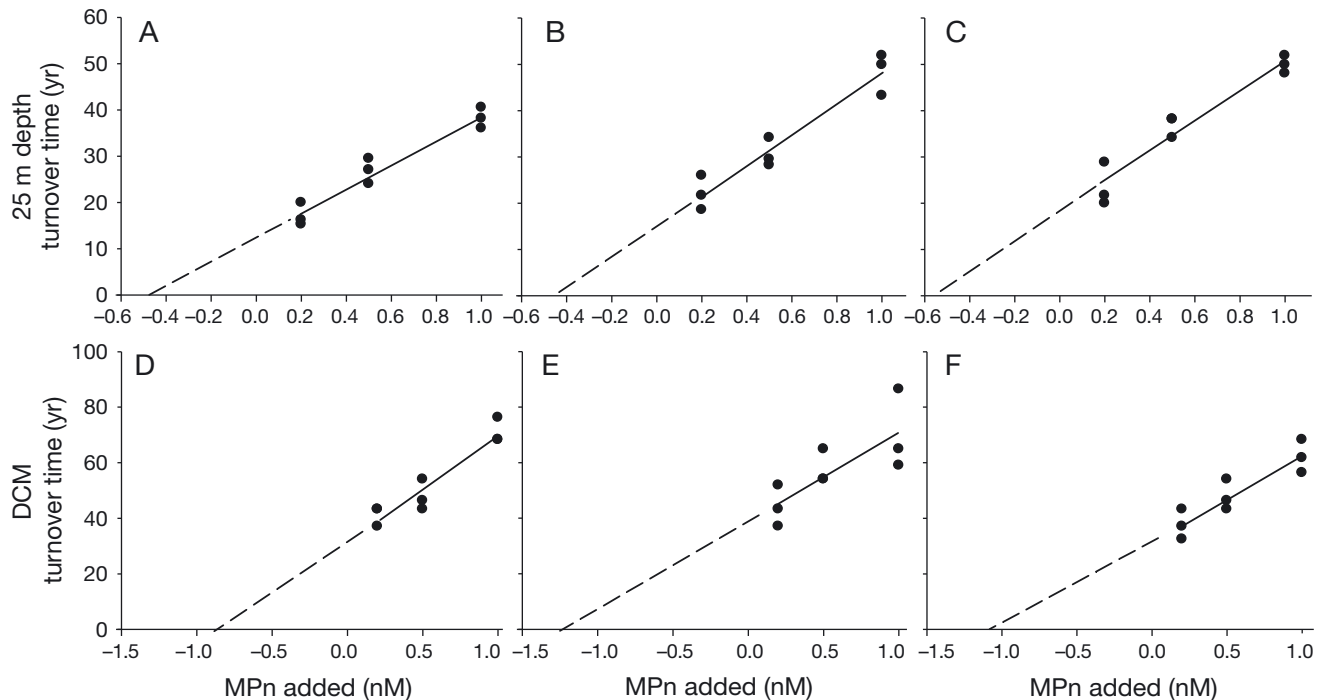 25 m depth
turnover time (yr)
60
50
40
30
20
10
0
A
B
C
−0.6 −0.4 −0.2 0.0 0.2 0.4 0.6 0.8 1.0
−0.6 −0.4 −0.2 0.0 0.2 0.4 0.6 0.8 1.0
−0.6 −0.4 −0.2 0.0 0.2 0.4 0.6 0.8 1.0
DCM
turnover time (yr)
100
80
60
40
20
0
D
E
F
−1.5 −1.0 −0.5 0.0 0.5 1.0
−1.5 −1.0 −0.5 0.0 0.5 1.0
−1.5 −1.0 −0.5 0.0 0.5 1.0
MPn added (nM)
MPn added (nM)
MPn added (nM)